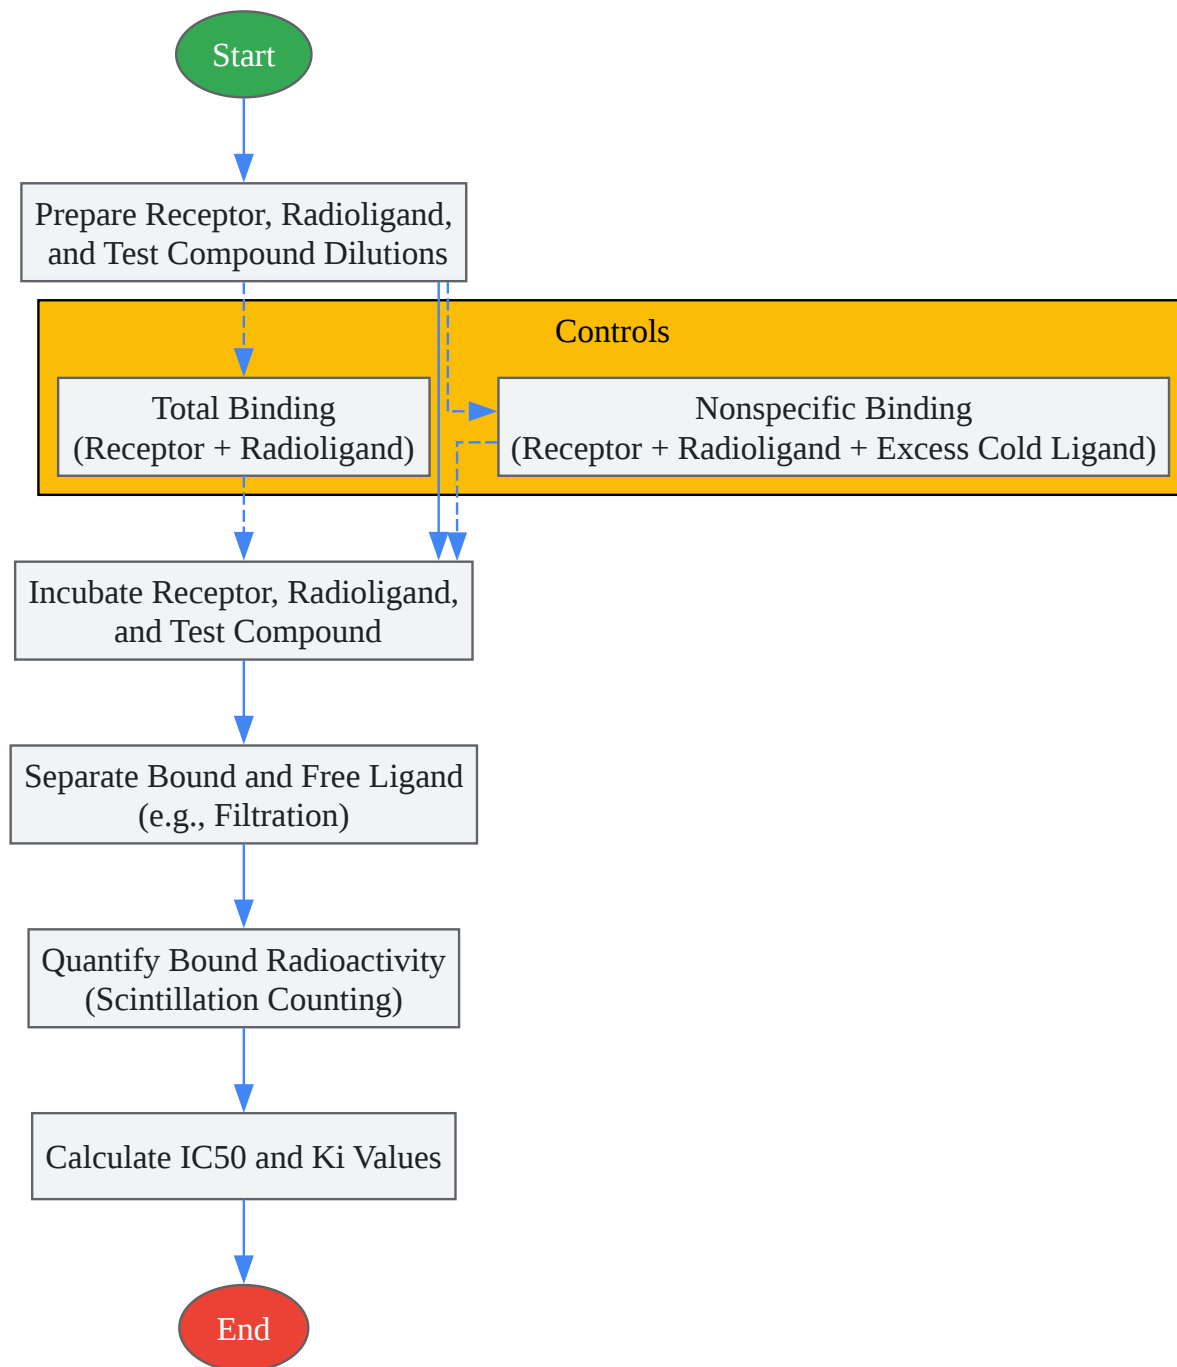 Start
Prepare Receptor, Radioligand,
and Test Compound Dilutions
Controls
Total Binding
(Receptor + Radioligand)
Nonspecific Binding
(Receptor + Radioligand + Excess Cold Ligand)
Incubate Receptor, Radioligand,
and Test Compound
Separate Bound and Free Ligand
(e.g., Filtration)
Quantify Bound Radioactivity
(Scintillation Counting)
Calculate IC50 and Ki Values
End